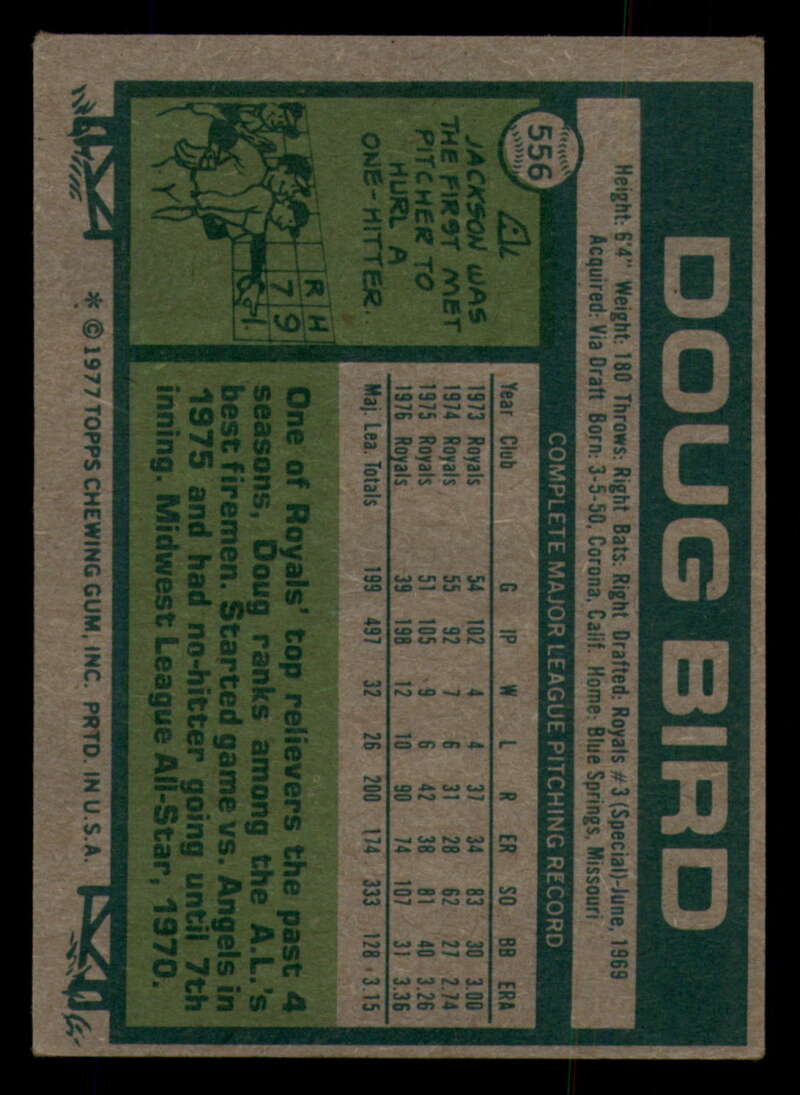 556
DOUG BIRD
Height: 6'4" Weight: 180 Throws: Right Bats: Right Drafted: Royals #3 (Special)-June, 1969
Acquired: Via Draft Born: 3-5-50, Corona, Calif. Home: Blue Springs, Missouri
COMPLETE MAJOR LEAGUE PITCHING RECORD
Year Club G IP W L R ER SO BB ERA
1973 Royals 54 102 4 4 37 34 83 30 3.00
1974 Royals 55 92 7 6 31 28 62 27 2.74
1975 Royals 51 105 9 6 42 38 81 40 3.26
1976 Royals 39 198 12 10 90 74 107 31 3.36
Maj. Lea. Totals 199 497 32 26 200 174 333 128 3.15
AL
JACKSON WAS
THE FIRST MET
PITCHER TO
HURL A
ONE-HITTER.
R H
7 9
1
One of Royals' top relievers the past 4
seasons, Doug ranks among the A.L.'s
best firemen. Started game vs. Angels in
1975 and had no-hitter going until 7th
inning. Midwest League All-Star, 1970.
* © 1977 TOPPS CHEWING GUM, INC. PRTD. IN U.S.A.